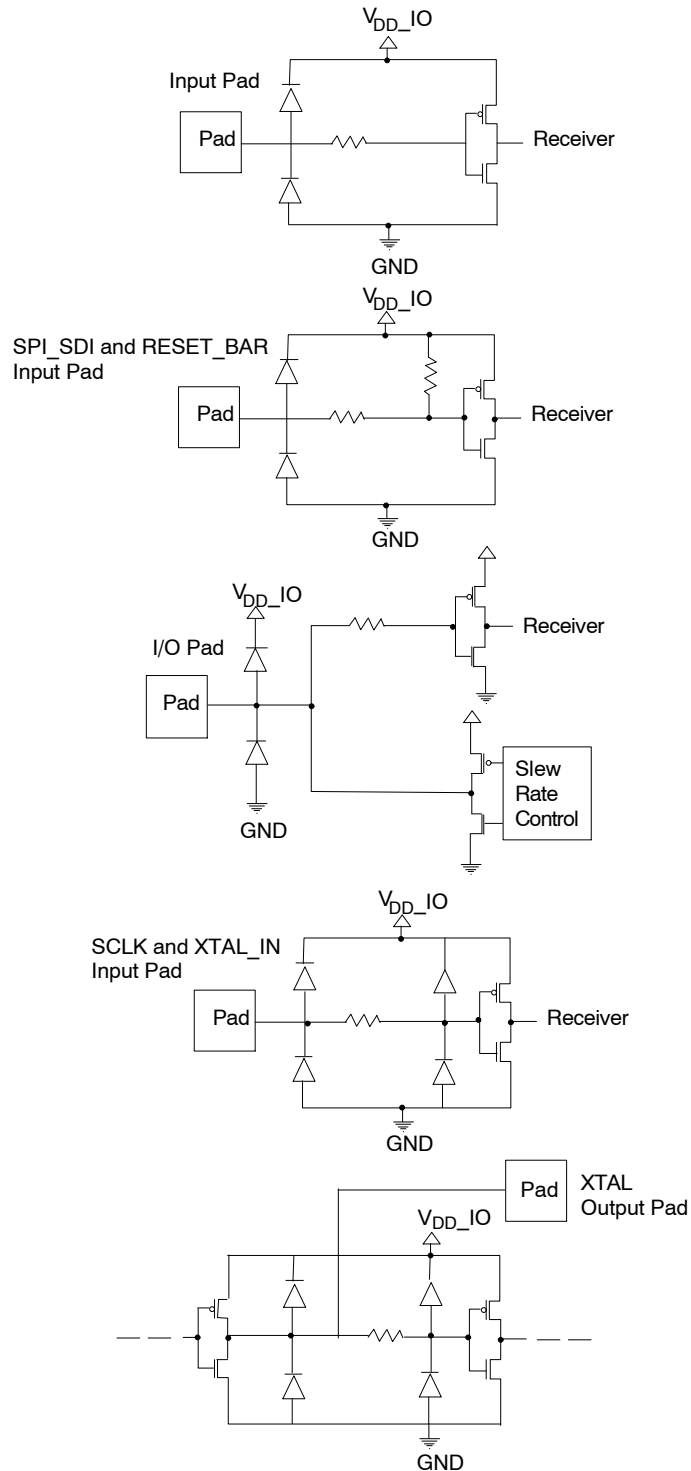 VDD_IO
Input Pad
Pad
Receiver
GND
VDD_IO
SPI_SDI and RESET_BAR
Input Pad
Pad
Receiver
GND
VDD_IO
I/O Pad
Pad
Receiver
GND
Slew
Rate
Control
VDD_IO
SCLK and XTAL_IN
Input Pad
Pad
Receiver
GND
Pad
XTAL
Output Pad
VDD_IO
GND